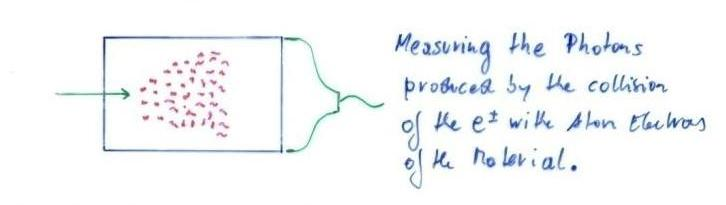 Measuring the Photons
produced by the collision
of the e± with Atom Electrons
of the Material.